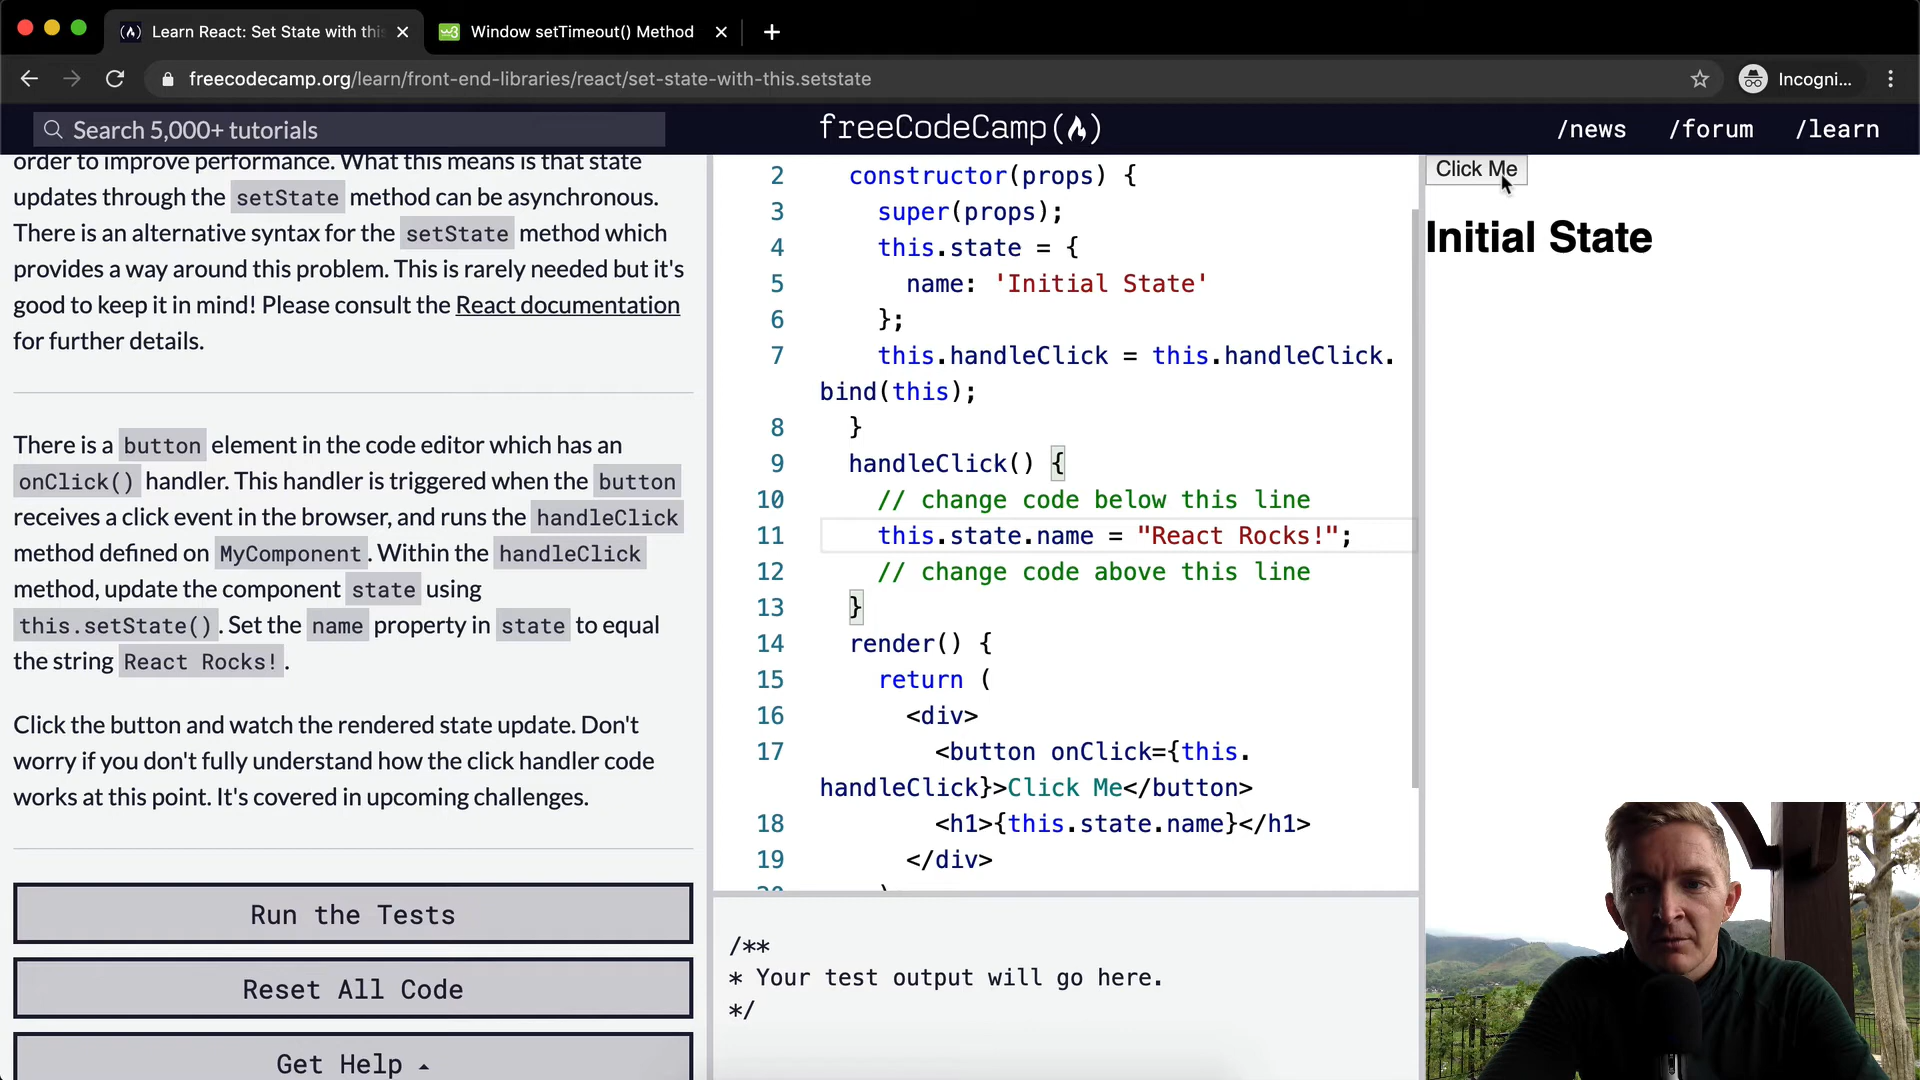 Learn React: Set State with this
Window setTimeout() Method
freecodecamp.org/learn/front-end-libraries/react/set-state-with-this.setstate
Incogni...
Search 5,000+ tutorials
freeCodeCamp
/news /forum /learn
order to improve performance. What this means is that state
updates through the setState method can be asynchronous.
There is an alternative syntax for the setState method which
provides a way around this problem. This is rarely needed but it's
good to keep it in mind! Please consult the React documentation
for further details.
There is a button element in the code editor which has an
onClick() handler. This handler is triggered when the button
receives a click event in the browser, and runs the handleClick
method defined on MyComponent. Within the handleClick
method, update the component state using
this.setState(). Set the name property in state to equal
the string React Rocks!.
Click the button and watch the rendered state update. Don't
worry if you don't fully understand how the click handler code
works at this point. It's covered in upcoming challenges.
Run the Tests
Reset All Code
Get Help
2 constructor(props) {
3 super(props);
4 this.state = {
5 name: 'Initial State'
6 };
7 this.handleClick = this.handleClick.
bind(this);
8 }
9 handleClick() {
10 // change code below this line
11 this.state.name = "React Rocks!";
12 // change code above this line
13 }
14 render() {
15 return (
16 <div>
17 <button onClick={this.
handleClick}>Click Me</button>
18 <h1>{this.state.name}</h1>
19 </div>
/**
* Your test output will go here.
*/
Click Me
Initial State